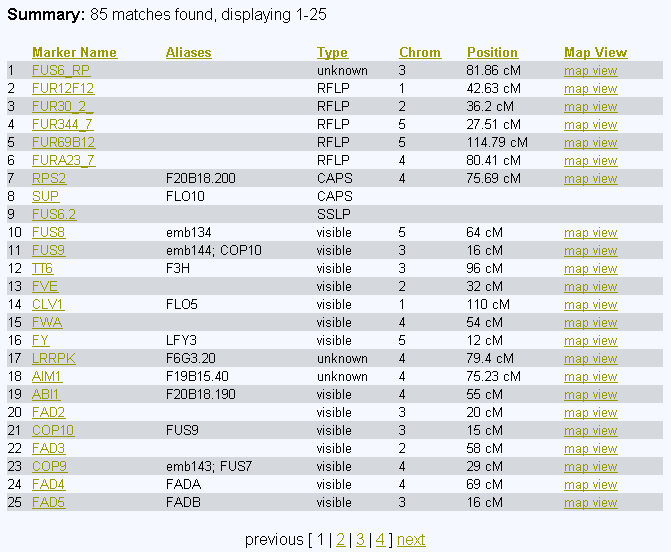 Summary: 85 matches found, displaying 1-25
Marker Name Aliases Type Chrom Position Map View
1 FUS6_RP unknown 3 81.86 cM map view
2 FUR12F12 RFLP 1 42.63 cM map view
3 FUR30_2_ RFLP 2 36.2 cM map view
4 FUR344_7 RFLP 5 27.51 cM map view
5 FUR69B12 RFLP 5 114.79 cM map view
6 FURA23_7 RFLP 4 80.41 cM map view
7 RPS2 F20B18.200 CAPS 4 75.69 cM map view
8 SUP FLO10 CAPS
9 FUS6.2 SSLP
10 FUS8 emb134 visible 5 64 cM map view
11 FUS9 emb144; COP10 visible 3 16 cM map view
12 TT6 F3H visible 3 96 cM map view
13 FVE visible 2 32 cM map view
14 CLV1 FLO5 visible 1 110 cM map view
15 FWA visible 4 54 cM map view
16 FY LFY3 visible 5 12 cM map view
17 LRRPK F6G3.20 unknown 4 79.4 cM map view
18 AIM1 F19B15.40 unknown 4 75.23 cM map view
19 ABI1 F20B18.190 visible 4 55 cM map view
20 FAD2 visible 3 20 cM map view
21 COP10 FUS9 visible 3 15 cM map view
22 FAD3 visible 2 58 cM map view
23 COP9 emb143; FUS7 visible 4 29 cM map view
24 FAD4 FADA visible 4 69 cM map view
25 FAD5 FADB visible 3 16 cM map view
previous [ 1 | 2 | 3 | 4 ] next